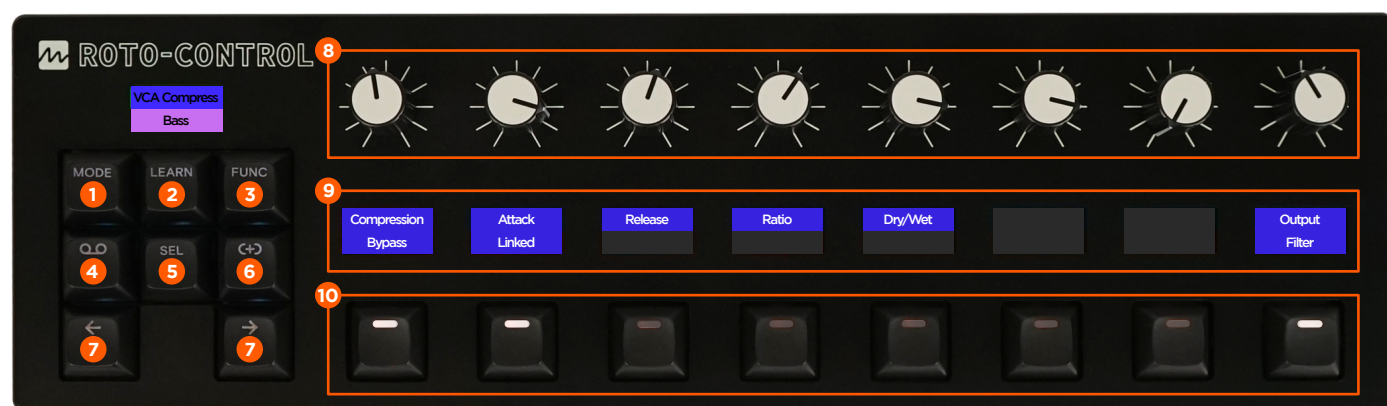 ROTO-CONTROL
8
VCA Compress
Bass
MODE
LEARN
FUNC
1
2
3
9
Compression
Bypass
Attack
Linked
Release
Ratio
Dry/Wet
Output
Filter
SEL
4
5
6
10
←
→
7
7